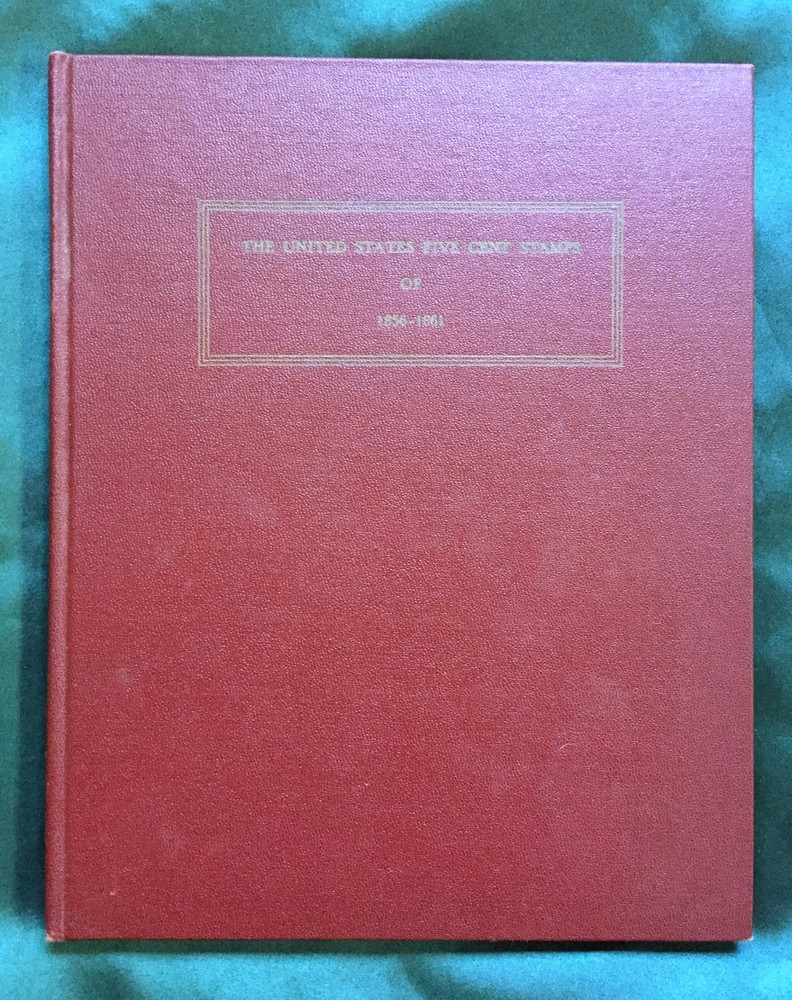 THE UNITED STATES FIVE CENT STAMPS
OF
1856-1861